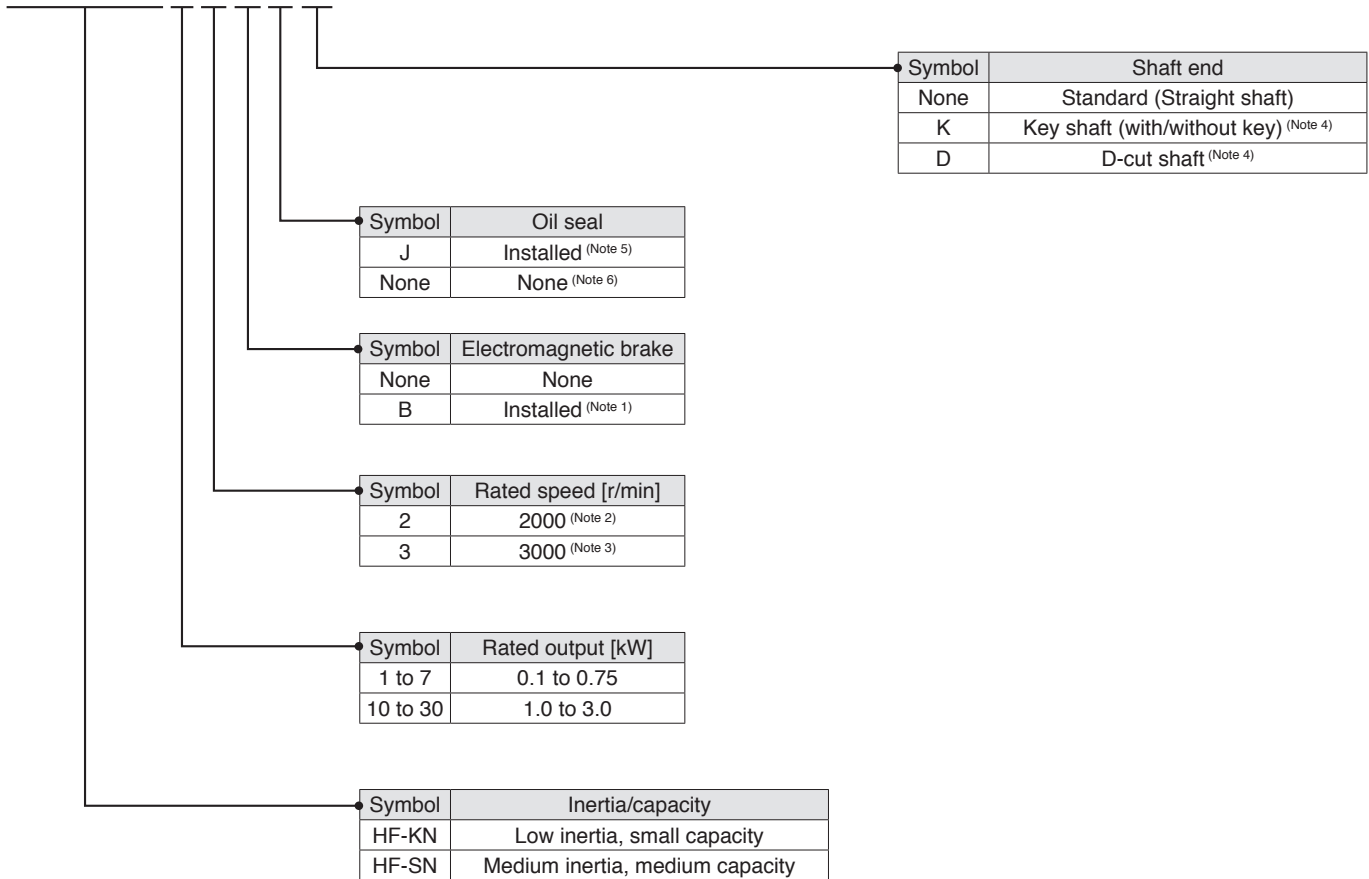 Symbol Shaft end
None Standard (Straight shaft)
K Key shaft (with/without key) (Note 4)
D D-cut shaft (Note 4)
Symbol Oil seal
J Installed (Note 5)
None None (Note 6)
Symbol Electromagnetic brake
None None
B Installed (Note 1)
Symbol Rated speed [r/min]
2 2000 (Note 2)
3 3000 (Note 3)
Symbol Rated output [kW]
1 to 7 0.1 to 0.75
10 to 30 1.0 to 3.0
Symbol Inertia/capacity
HF-KN Low inertia, small capacity
HF-SN Medium inertia, medium capacity